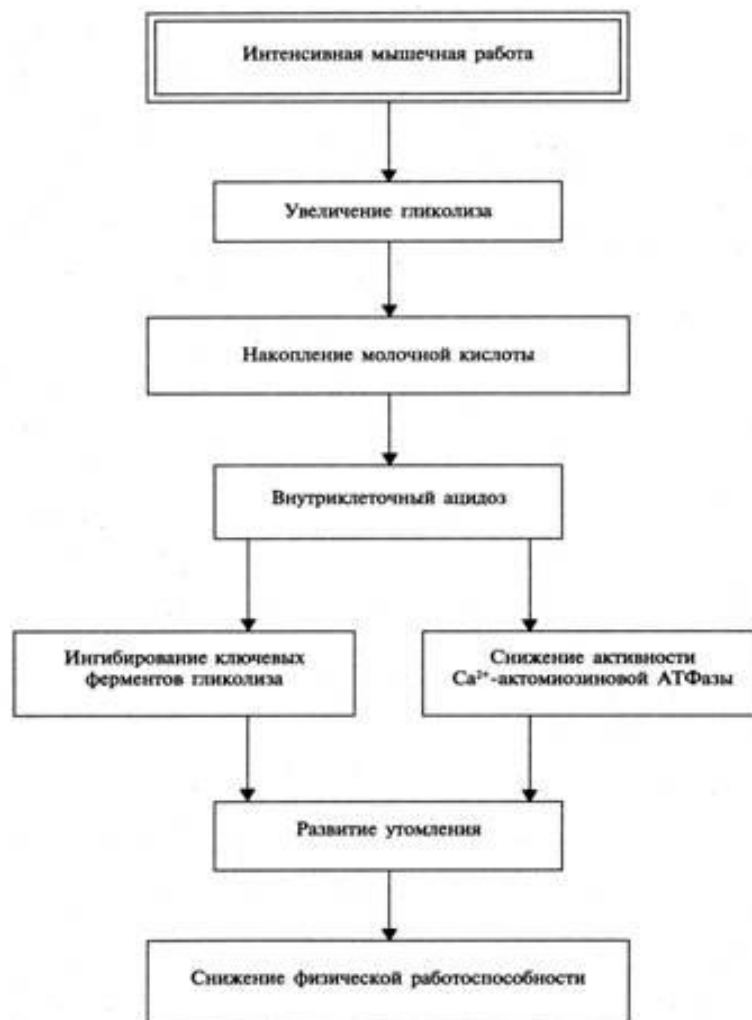 Интенсивная мышечная работа
Увеличение гликолиза
Накопление молочной кислоты
Внутриклеточный ацидоз
Ингибирование ключевых
ферментов гликолиза
Снижение активности
Ca²⁺-актомиозиновой АТФазы
Развитие утомления
Снижение физической работоспособности